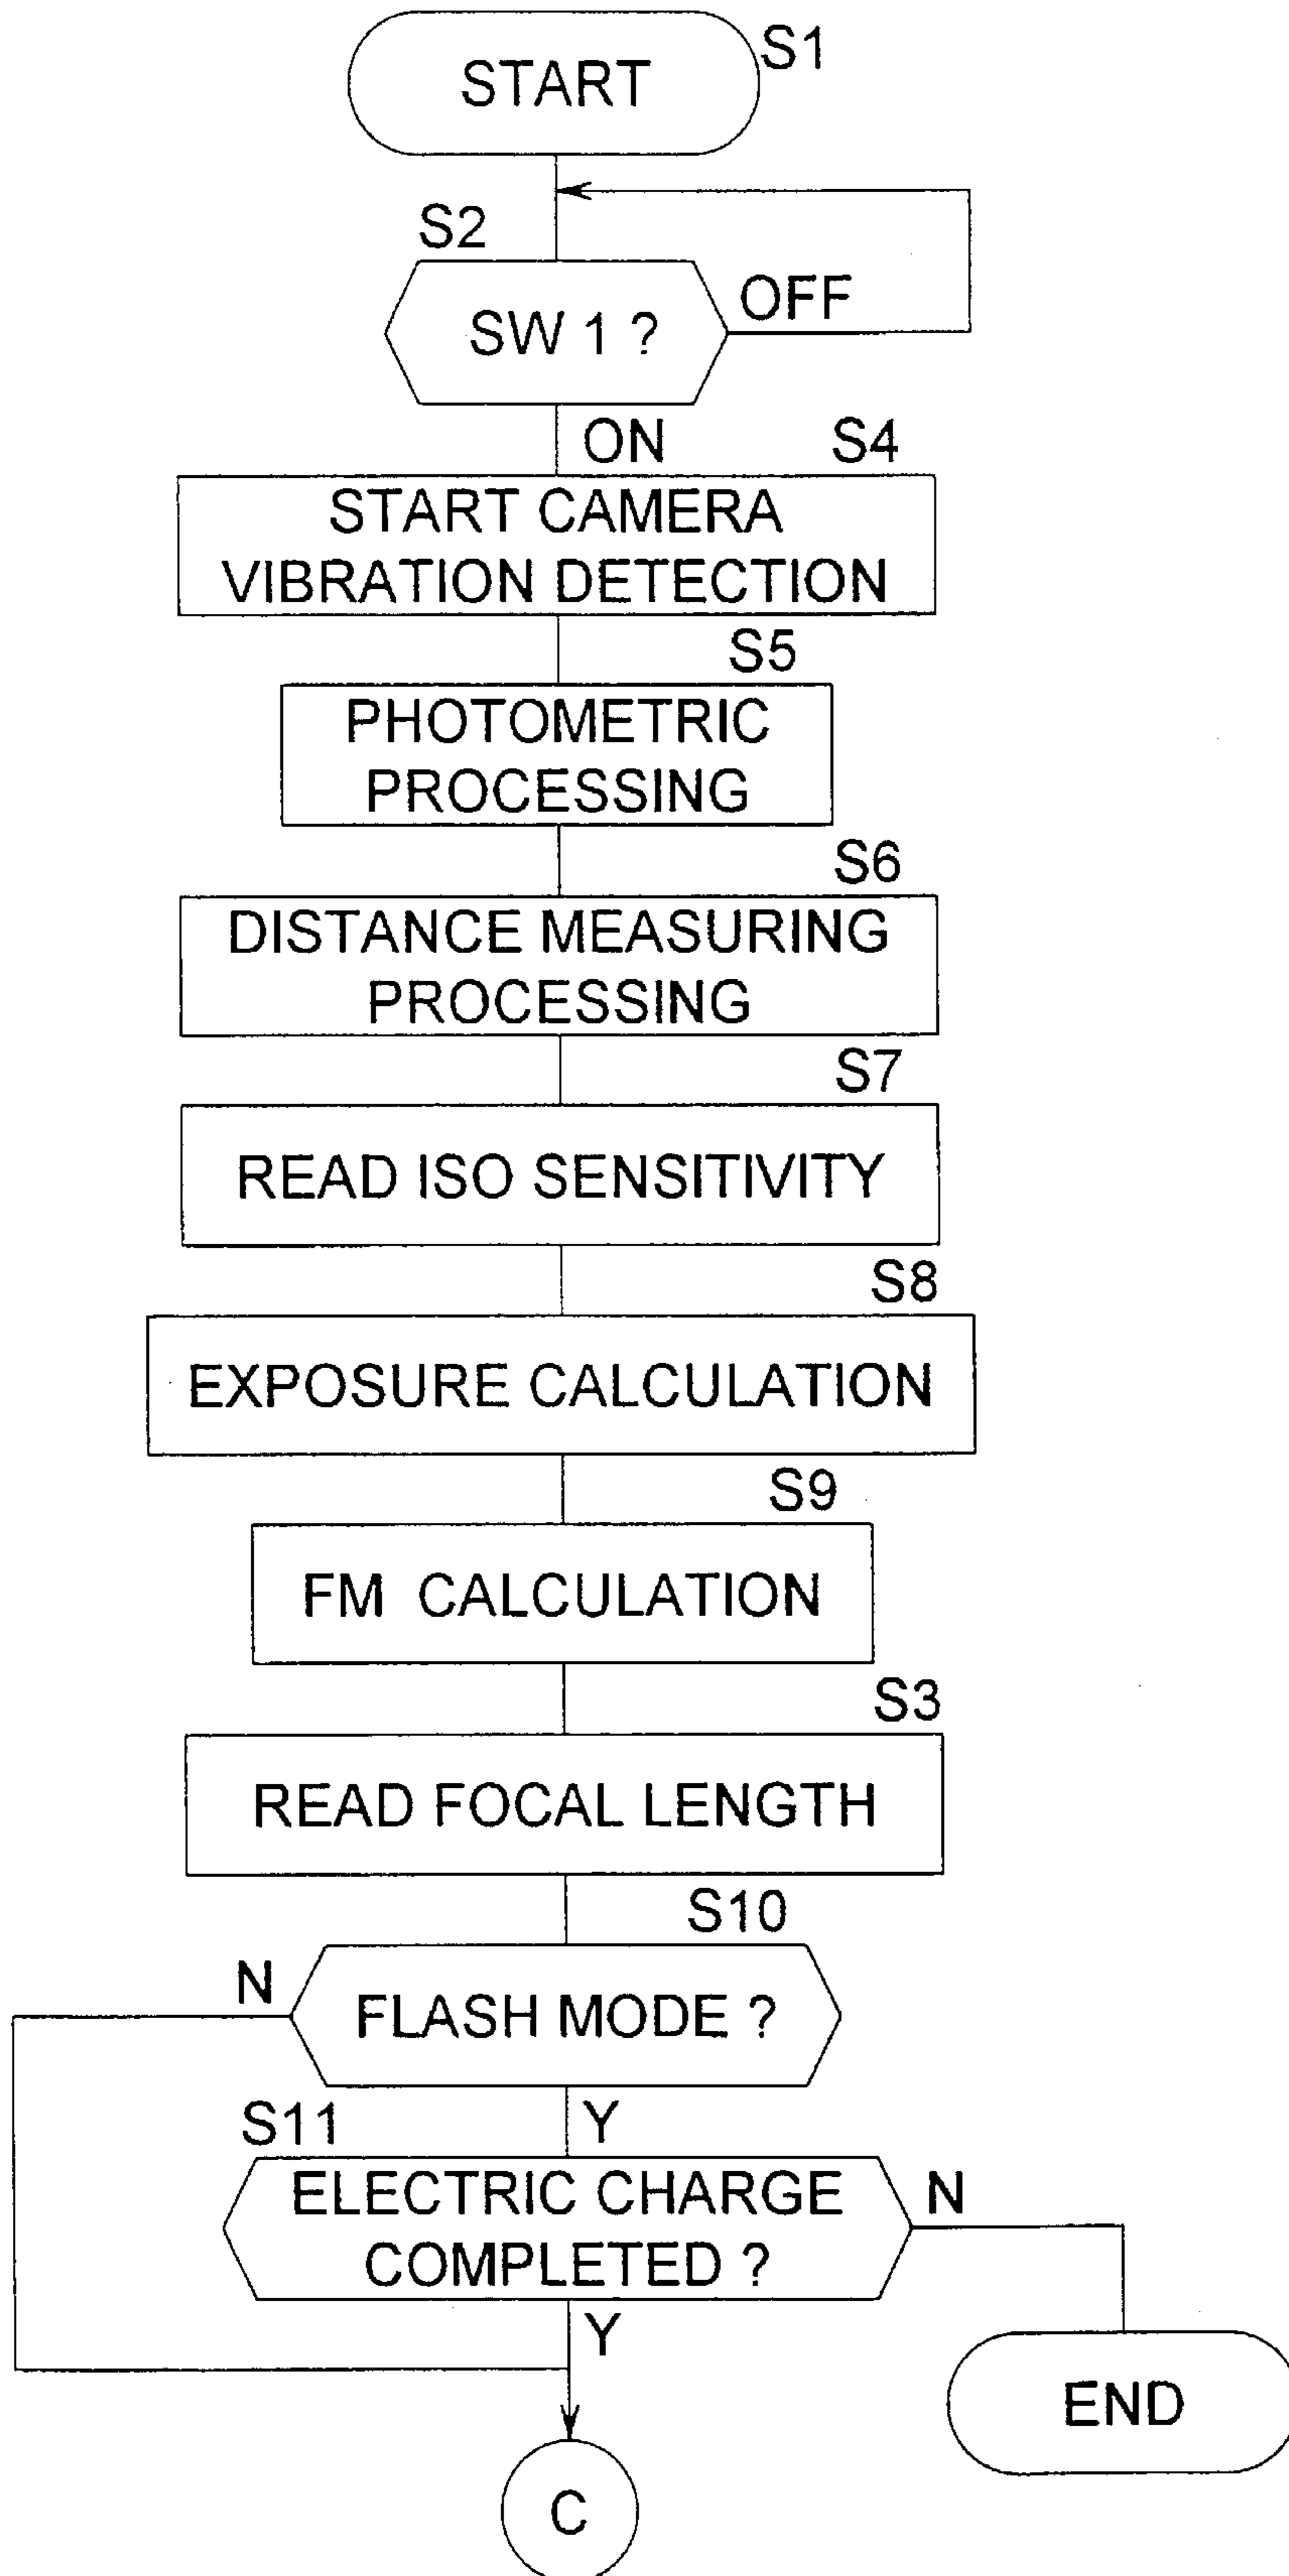 START
S1
S2
SW 1 ?
OFF
ON
S4
START CAMERA
VIBRATION DETECTION
S5
PHOTOMETRIC
PROCESSING
S6
DISTANCE MEASURING
PROCESSING
S7
READ ISO SENSITIVITY
S8
EXPOSURE CALCULATION
S9
FM CALCULATION
S3
READ FOCAL LENGTH
S10
N
FLASH MODE ?
S11
Y
ELECTRIC CHARGE
COMPLETED ?
N
Y
END
C